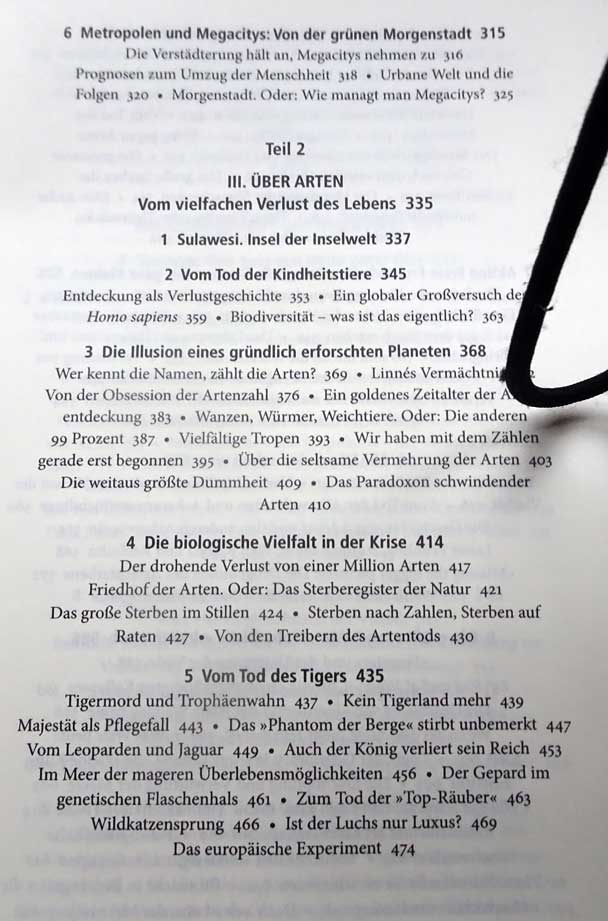 6 Metropolen und Megacitys: Von der grünen Morgenstadt 315
Die Verstädterung hält an, Megacitys nehmen zu 316
Prognosen zum Umzug der Menschheit 318 • Urbane Welt und die
Folgen 320 • Morgenstadt. Oder: Wie managt man Megacitys? 325
Teil 2
III. ÜBER ARTEN
Vom vielfachen Verlust des Lebens 335
1 Sulawesi. Insel der Inselwelt 337
2 Vom Tod der Kindheitstiere 345
Entdeckung als Verlustgeschichte 353 • Ein globaler Großversuch
Homo sapiens 359 • Biodiversität – was ist das eigentlich? 363
3 Die Illusion eines gründlich erforschten Planeten 368
Wer kennt die Namen, zählt die Arten? 369 • Linnés
Von der Obsession der Artenzahl 376 • Ein goldenes Zeitalter der
entdeckung 383 • Wanzen, Würmer, Weichtiere. Oder: Die anderen
99 Prozent 387 • Vielfältige Tropen 393 • Wir haben mit dem Zählen
gerade erst begonnen 395 • Über die seltsame Vermehrung der Arten 403
Die weitaus größte Dummheit 409 • Das Paradoxon schwindender
Arten 410
4 Die biologische Vielfalt in der Krise 414
Der drohende Verlust von einer Million Arten 417
Friedhof der Arten. Oder: Das Sterberegister der Natur 421
Das große Sterben im Stillen 424 • Sterben nach Zahlen, Sterben auf
Raten 427 • Von den Treibern des Artentods 430
5 Vom Tod des Tigers 435
Tigermord und Trophäenwahn 437 • Kein Tigerland mehr 439
Majestät als Pflegefall 443 • Das »Phantom der Berge« stirbt unbemerkt 447
Vom Leoparden und Jaguar 449 • Auch der König verliert sein Reich 453
Im Meer der mageren Überlebensmöglichkeiten 456 • Der Gepard im
genetischen Flaschenhals 461 • Zum Tod der »Top-Räuber« 463
Wildkatzensprung 466 • Ist der Luchs nur Luxus? 469
Das europäische Experiment 474